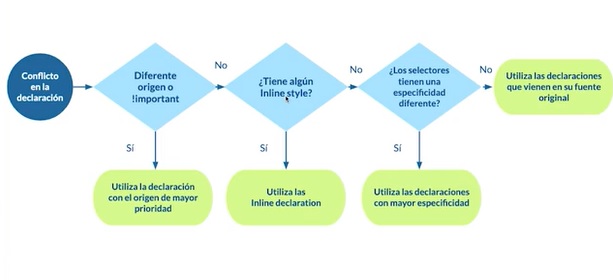 Conflicto
en la
declaración
Diferente
origen o
!important
No
¿Tiene algún
Inline style?
No
¿Los selectores
tienen una
especificidad
diferente?
No
Utiliza las declaraciones
que vienen en su fuente
original
Sí
Sí
Sí
Utiliza la declaración
con el origen de mayor
prioridad
Utiliza las
Inline declaration
Utiliza las declaraciones
con mayor especificidad